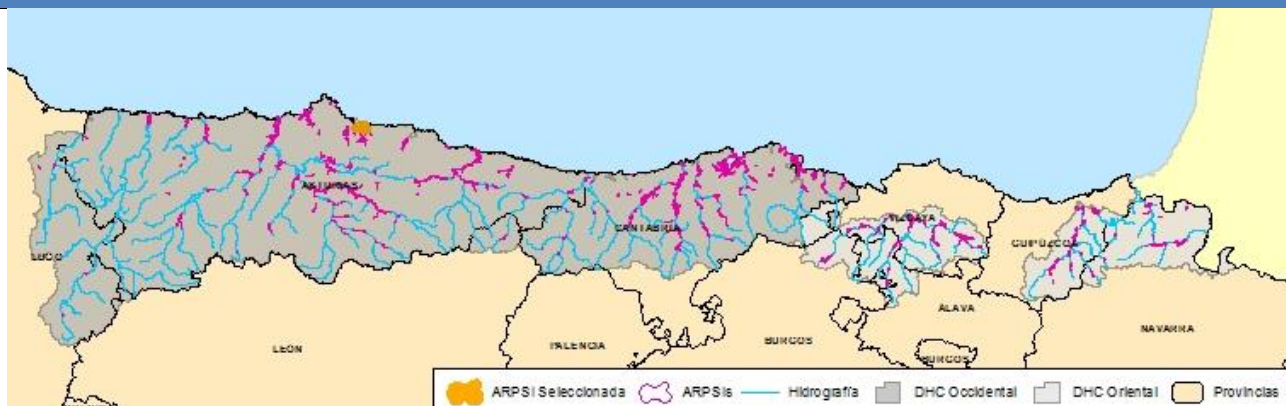 ASTURIAS
VIZCAYA
CANTABRIA
LUGO
GUIPÚZCOA
ALAVA
NAVARRA
LEÓN
PALENCIA
BURGOS
BURGOS
ARPSI Seleccionada ARPSIs Hidrografía DHC Occidental DHC Oriental Provincias